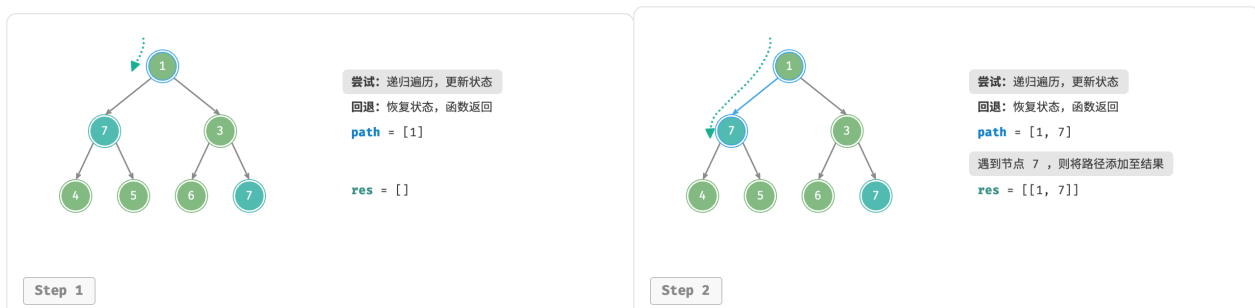 1
7
3
4
5
6
7
尝试：递归遍历，更新状态
回退：恢复状态，函数返回
path = [1]
res = []
Step 1
1
7
3
4
5
6
7
尝试：递归遍历，更新状态
回退：恢复状态，函数返回
path = [1, 7]
遇到节点 7 ，则将路径添加至结果
res = [[1, 7]]
Step 2